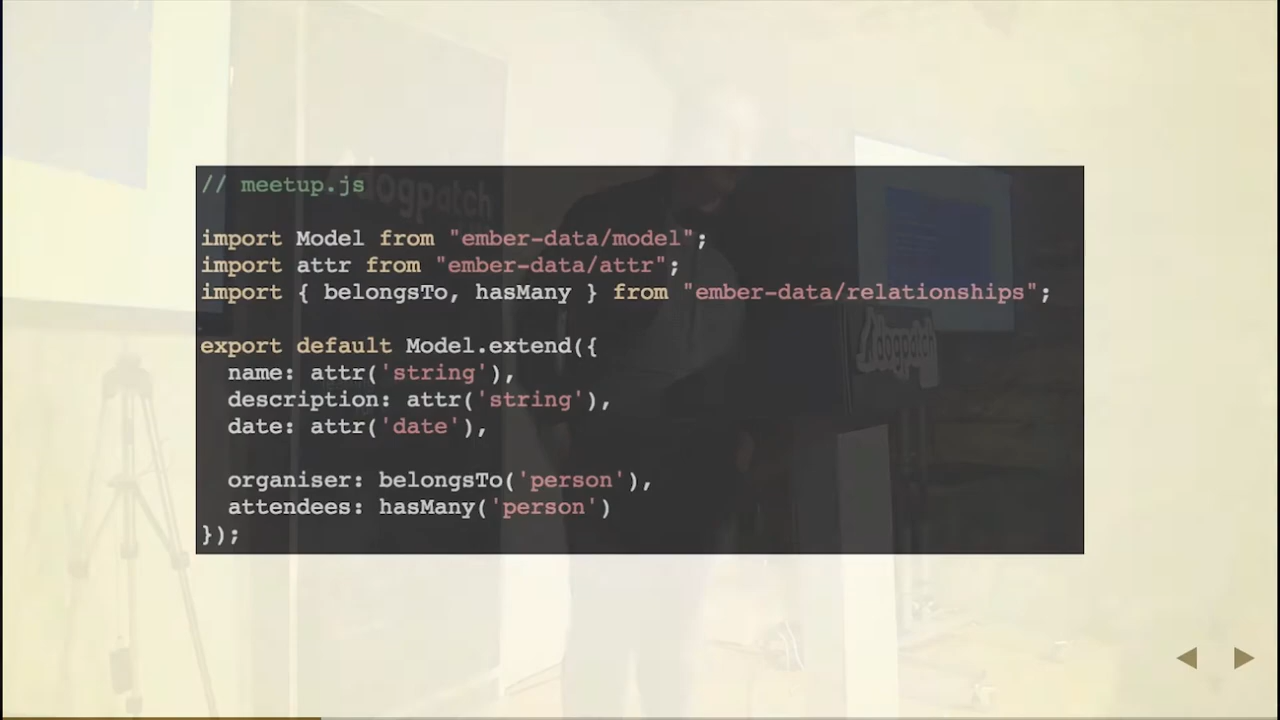 // meetup.js
import Model from "ember-data/model";
import attr from "ember-data/attr";
import { belongsTo, hasMany } from "ember-data/relationships";
export default Model.extend({
name: attr('string'),
description: attr('string'),
date: attr('date'),
organiser: belongsTo('person'),
attendees: hasMany('person')
});
dogpatch
dogpatch